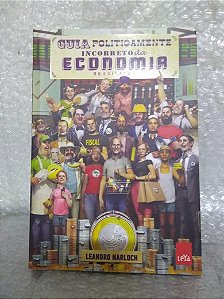 GUIA POLITICAMENTE
INCORRETO da
ECONOMIA
BRASILEIRA
FISCAL
LEANDRO NARLOCH
LeYa